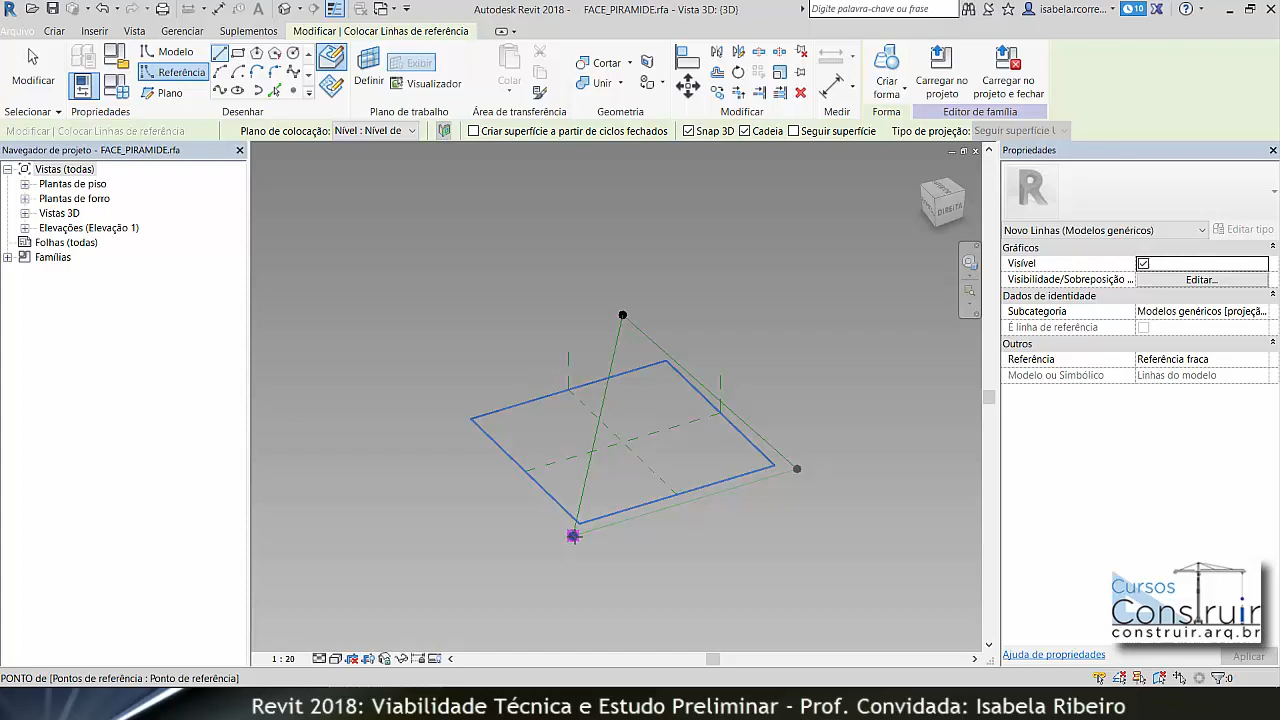 Autodesk Revit 2018 - FACE_PIRAMIDE.rfa - Vista 3D: {3D}
Digite palavra-chave ou frase
isabela.rcorre...
10
Arquivo
Criar
Inserir
Vista
Gerenciar
Suplementos
Modificar | Colocar Linhas de referência
Modificar
Modelo
Referência
Plano
Definir
Exibir
Visualizador
Colar
Cortar
Unir
Criar forma
Carregar no projeto
Carregar no projeto e fechar
Selecionar
Propriedades
Desenhar
Plano de trabalho
Área de transferência
Geometria
Modificar
Medir
Forma
Editor de família
Modificar | Colocar Linhas de referência
Plano de colocação:
Nível : Nível de
Criar superfície a partir de ciclos fechados
Snap 3D
Cadeia
Seguir superfície
Tipo de projeção:
Seguir superfície
Navegador de projeto - FACE_PIRAMIDE.rfa
Vistas (todas)
Plantas de piso
Plantas de forro
Vistas 3D
Elevações (Elevação 1)
Folhas (todas)
Famílias
DIREITA
Propriedades
R
Novo Linhas (Modelos genéricos)
Editar tipo
Gráficos
Visível
Visibilidade/Sobreposição ...
Editar...
Dados de identidade
Subcategoria
Modelos genéricos [projeçã...
É linha de referência
Outros
Referência
Referência fraca
Modelo ou Simbólico
Linhas do modelo
Cursos
Construir
construir.arq.br
Ajuda de propriedades
Aplicar
1 : 20
PONTO de [Pontos de referência : Ponto de referência]
:0
Revit 2018: Viabilidade Técnica e Estudo Preliminar - Prof. Convidada: Isabela Ribeiro